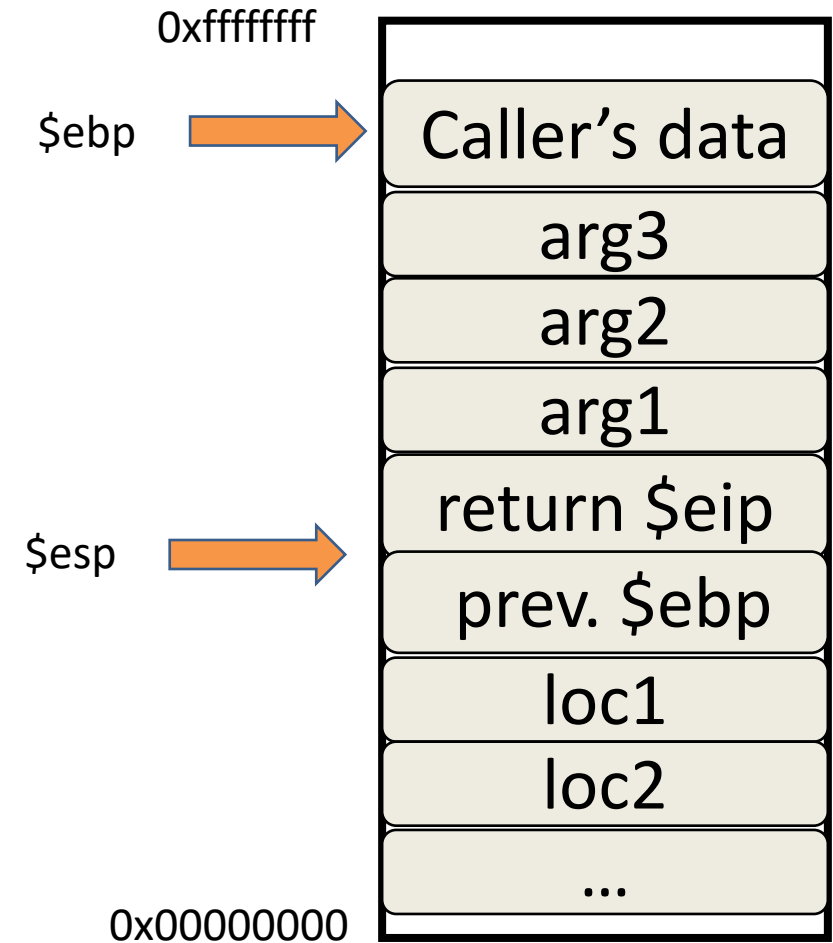 0xffffffff
$ebp
Caller’s data
arg3
arg2
arg1
return $eip
$esp
prev. $ebp
loc1
loc2
…
0x00000000